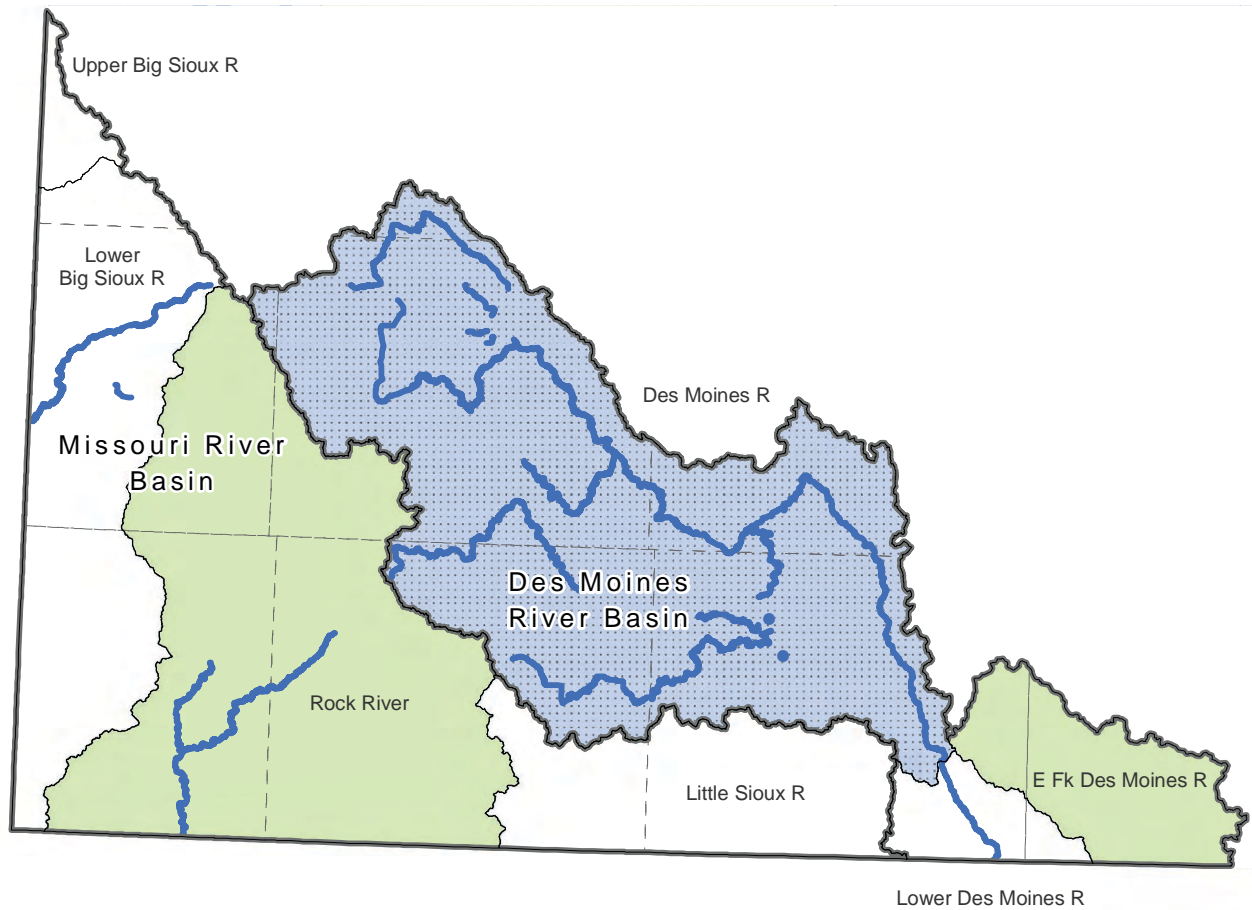 Upper Big Sioux R
Lower
Big Sioux R
Des Moines R
Missouri River
Basin
Des Moines
River Basin
Rock River
E Fk Des Moines R
Little Sioux R
Lower Des Moines R